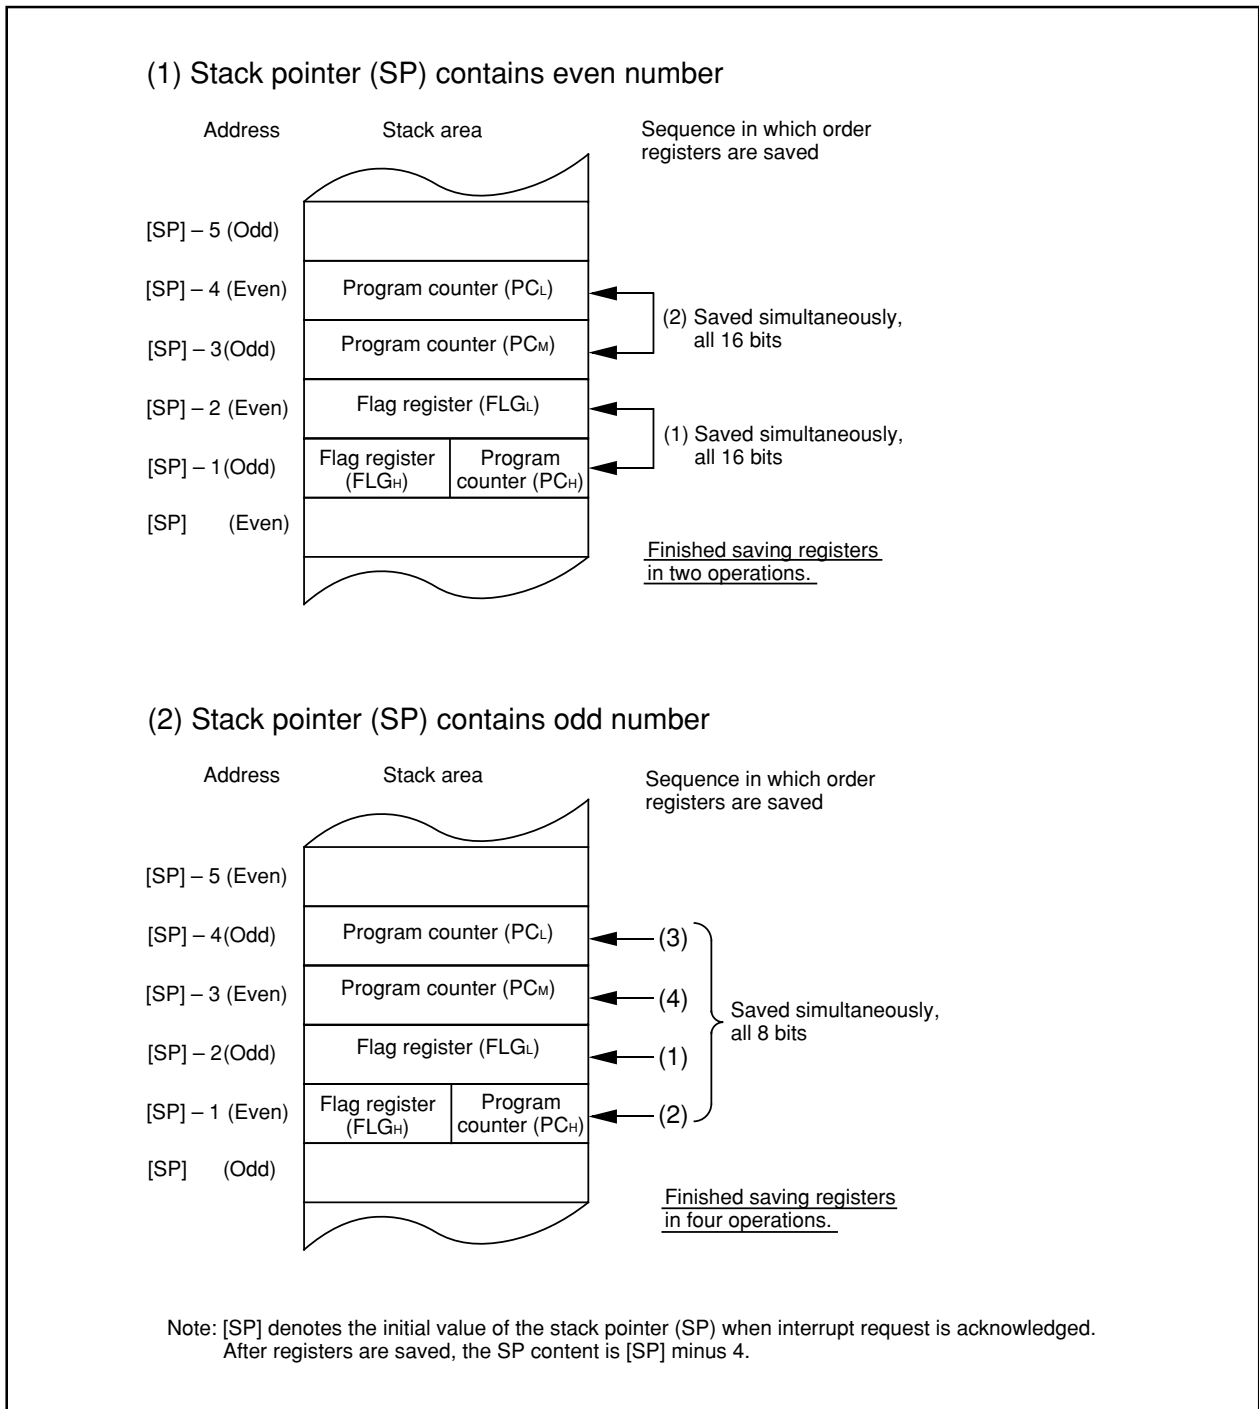 (1) Stack pointer (SP) contains even number
Address
Stack area
Sequence in which order
registers are saved
[SP] – 5 (Odd)
[SP] – 4 (Even)
Program counter (PCL)
[SP] – 3(Odd)
Program counter (PCM)
(2) Saved simultaneously,
all 16 bits
[SP] – 2 (Even)
Flag register (FLGL)
[SP] – 1(Odd)
Flag register
(FLGH)
Program
counter (PCH)
(1) Saved simultaneously,
all 16 bits
[SP] (Even)
Finished saving registers
in two operations.
(2) Stack pointer (SP) contains odd number
Address
Stack area
Sequence in which order
registers are saved
[SP] – 5 (Even)
[SP] – 4(Odd)
Program counter (PCL)
(3)
[SP] – 3 (Even)
Program counter (PCM)
(4)
Saved simultaneously,
all 8 bits
[SP] – 2(Odd)
Flag register (FLGL)
(1)
[SP] – 1 (Even)
Flag register
(FLGH)
Program
counter (PCH)
(2)
[SP] (Odd)
Finished saving registers
in four operations.
Note: [SP] denotes the initial value of the stack pointer (SP) when interrupt request is acknowledged.
After registers are saved, the SP content is [SP] minus 4.